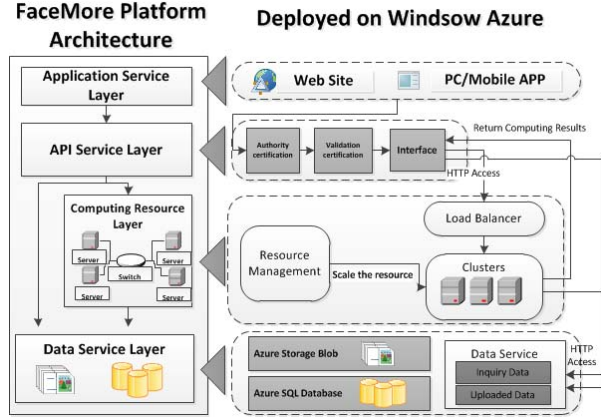 FaceMore Platform
Architecture
Deployed on Windsow Azure
Application Service
Layer
Web Site
PC/Mobile APP
API Service Layer
Authority
certification
Validation
certification
Interface
Return Computing Results
HTTP Access
Computing Resource
Layer
Server
Server
Switch
Server
Server
Resource
Management
Scale the resource
Load Balancer
Clusters
Data Service Layer
Azure Storage Blob
Azure SQL Database
Data Service
Inquiry Data
Uploaded Data
HTTP
Access